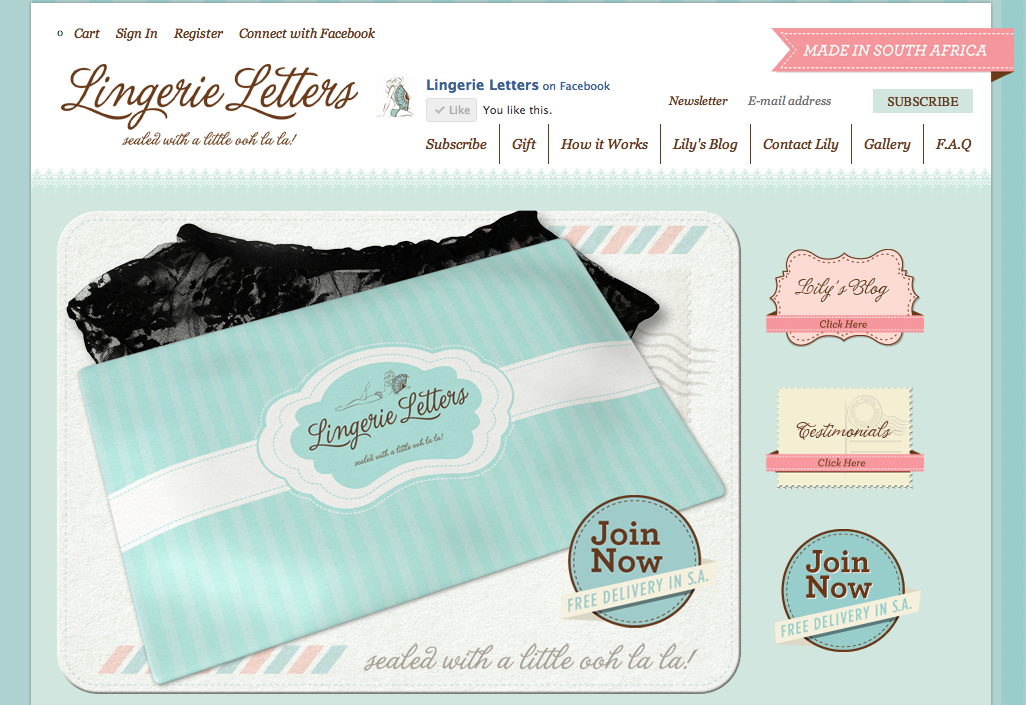 Cart Sign In Register Connect with Facebook
MADE IN SOUTH AFRICA
Lingerie Letters
sealed with a little ooh la la!
Lingerie Letters on Facebook
Like You like this.
Newsletter E-mail address SUBSCRIBE
Subscribe Gift How it Works Lily's Blog Contact Lily Gallery F.A.Q
Lingerie Letters
sealed with a little ooh la la!
Join
Now
FREE DELIVERY IN S.A.
sealed with a little ooh la la!
Lily's Blog
Click Here
Testimonials
Click Here
Join
Now
FREE DELIVERY IN S.A.